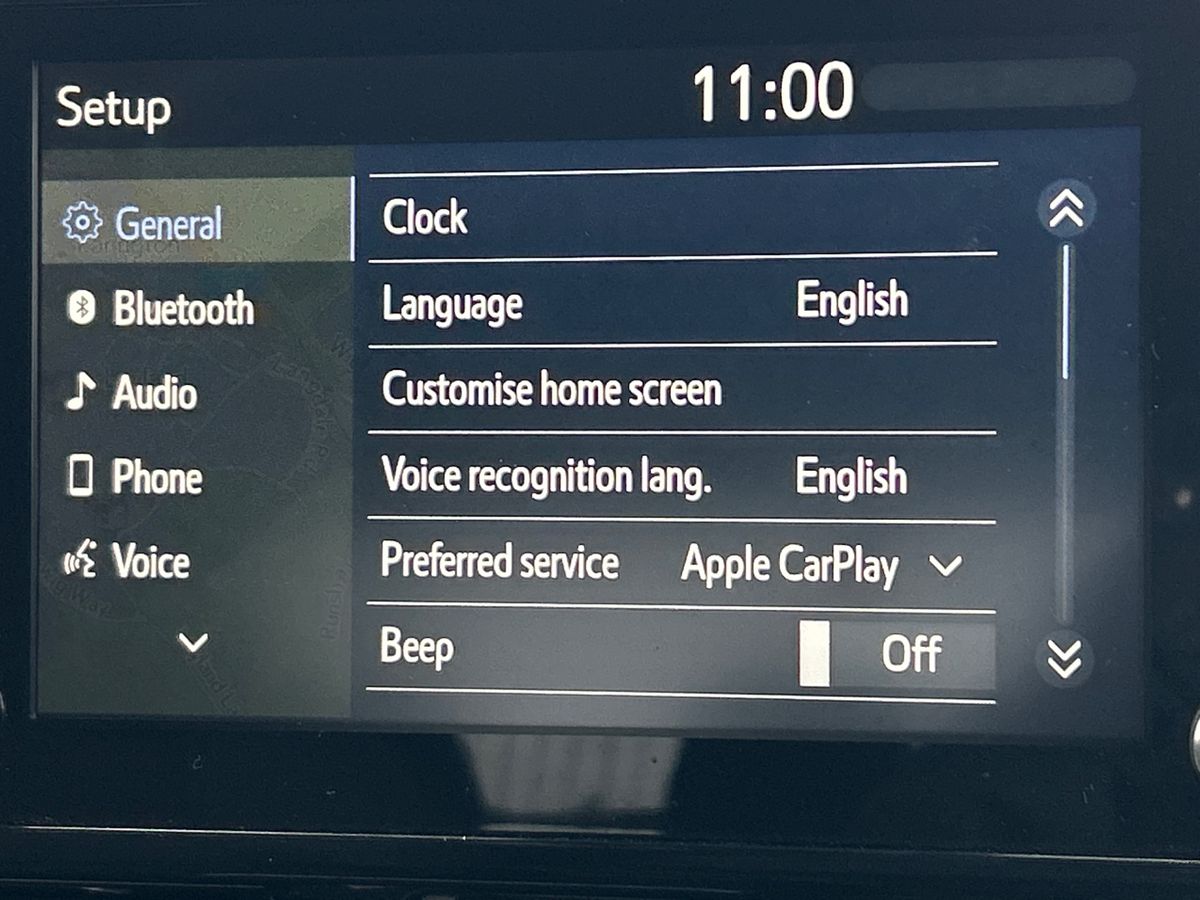 Setup
11:00
General
Bluetooth
Audio
Phone
Voice
Clock
Language English
Customise home screen
Voice recognition lang. English
Preferred service Apple CarPlay
Beep Off